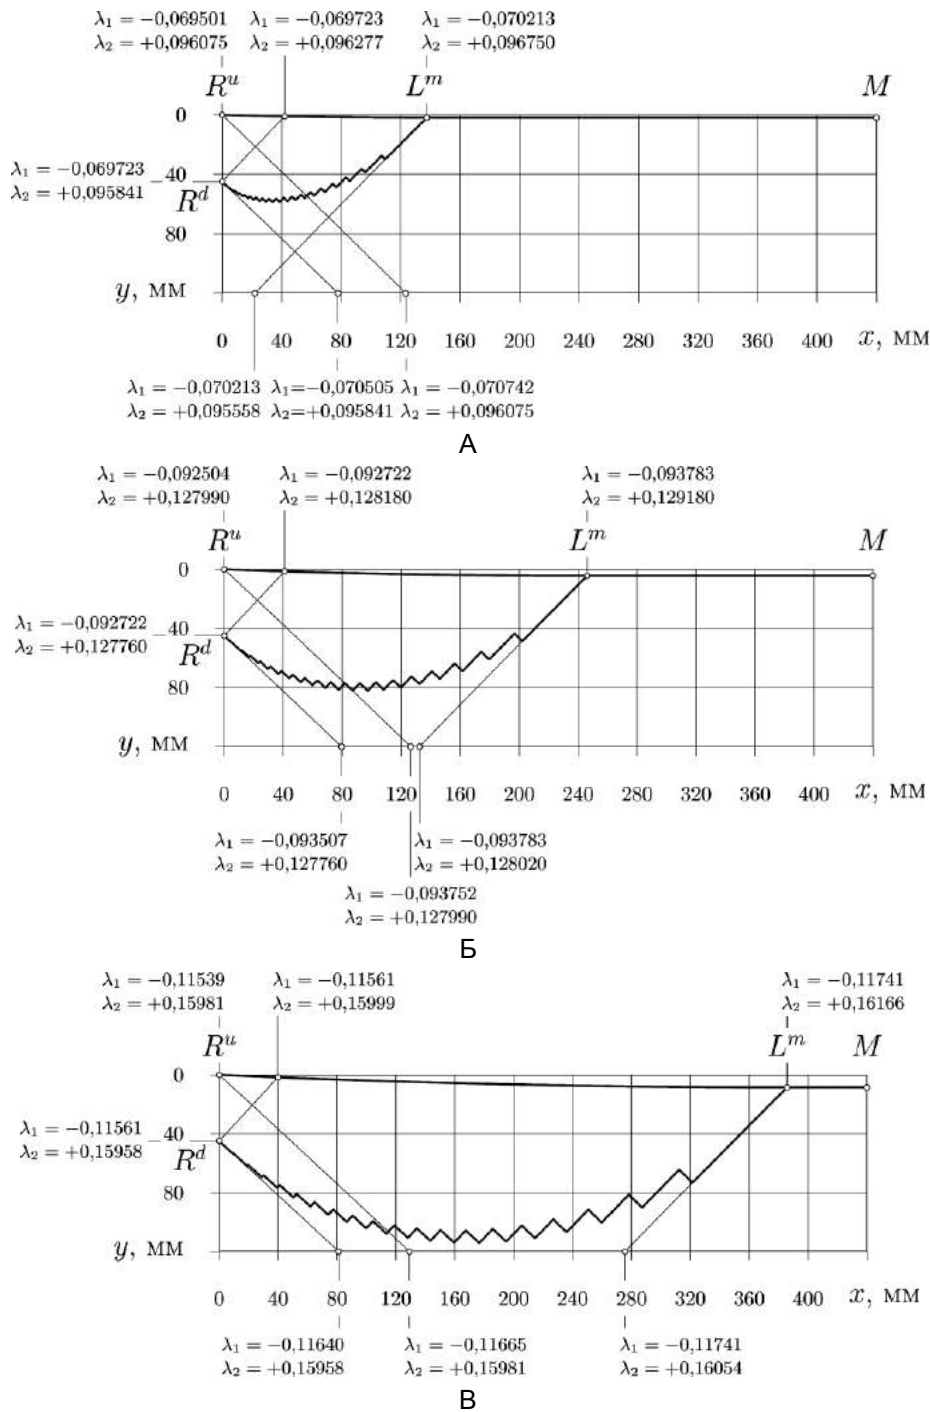 λ₁ = −0,069501 λ₁ = −0,069723 λ₁ = −0,070213
λ₂ = +0,096075 λ₂ = +0,096277 λ₂ = +0,096750
Rᵘ Lᵐ M
0
λ₁ = −0,069723
40
λ₂ = +0,095841
Rᵈ
80
y, мм
0 40 80 120 160 200 240 280 320 360 400 x, мм
λ₁ = −0,070213 λ₁=−0,070505 λ₁ = −0,070742
λ₂ = +0,095558 λ₂=+0,095841 λ₂ = +0,096075
А
λ₁ = −0,092504 λ₁ = −0,092722 λ₁ = −0,093783
λ₂ = +0,127990 λ₂ = +0,128180 λ₂ = +0,129180
Rᵘ Lᵐ M
0
λ₁ = −0,092722
40
λ₂ = +0,127760
Rᵈ
80
y, мм
0 40 80 120 160 200 240 280 320 360 400 x, мм
λ₁ = −0,093507 λ₁ = −0,093783
λ₂ = +0,127760 λ₂ = +0,128020
λ₁ = −0,093752
λ₂ = +0,127990
Б
λ₁ = −0,11539 λ₁ = −0,11561 λ₁ = −0,11741
λ₂ = +0,15981 λ₂ = +0,15999 λ₂ = +0,16166
Rᵘ Lᵐ M
0
λ₁ = −0,11561
40
λ₂ = +0,15958
Rᵈ
80
y, мм
0 40 80 120 160 200 240 280 320 360 400 x, мм
λ₁ = −0,11640 λ₁ = −0,11665 λ₁ = −0,11741
λ₂ = +0,15958 λ₂ = +0,15981 λ₂ = +0,16054
В